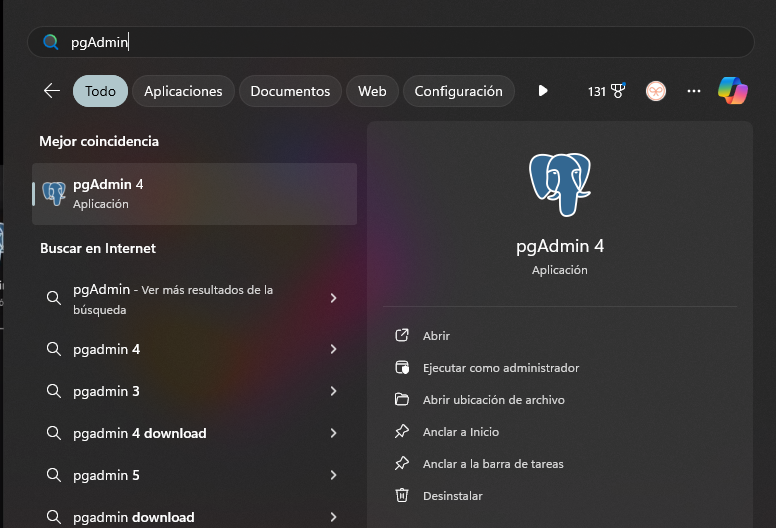 pgAdmin
Todo
Aplicaciones
Documentos
Web
Configuración
131
Mejor coincidencia
pgAdmin 4
Aplicación
Buscar en Internet
pgAdmin - Ver más resultados de la
búsqueda
pgadmin 4
pgadmin 3
pgadmin 4 download
pgadmin 5
pgadmin download
pgAdmin 4
Aplicación
Abrir
Ejecutar como administrador
Abrir ubicación de archivo
Anclar a Inicio
Anclar a la barra de tareas
Desinstalar